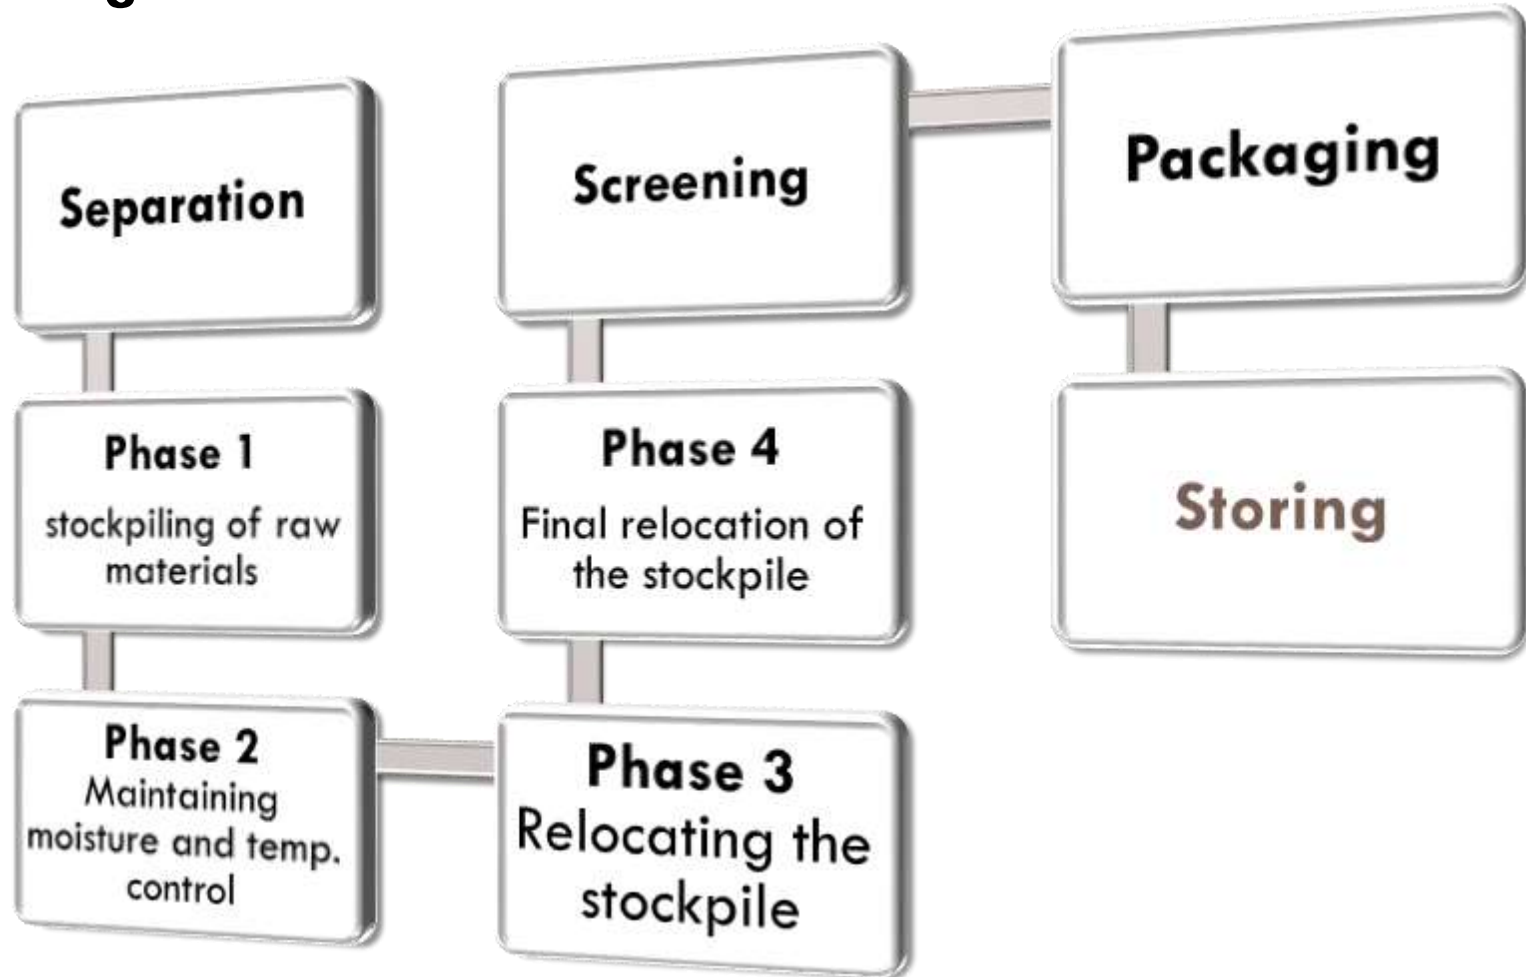 Separation
Phase 1
stockpiling of raw
materials
Phase 2
Maintaining
moisture and temp.
control
Phase 3
Relocating the
stockpile
Phase 4
Final relocation of
the stockpile
Screening
Packaging
Storing